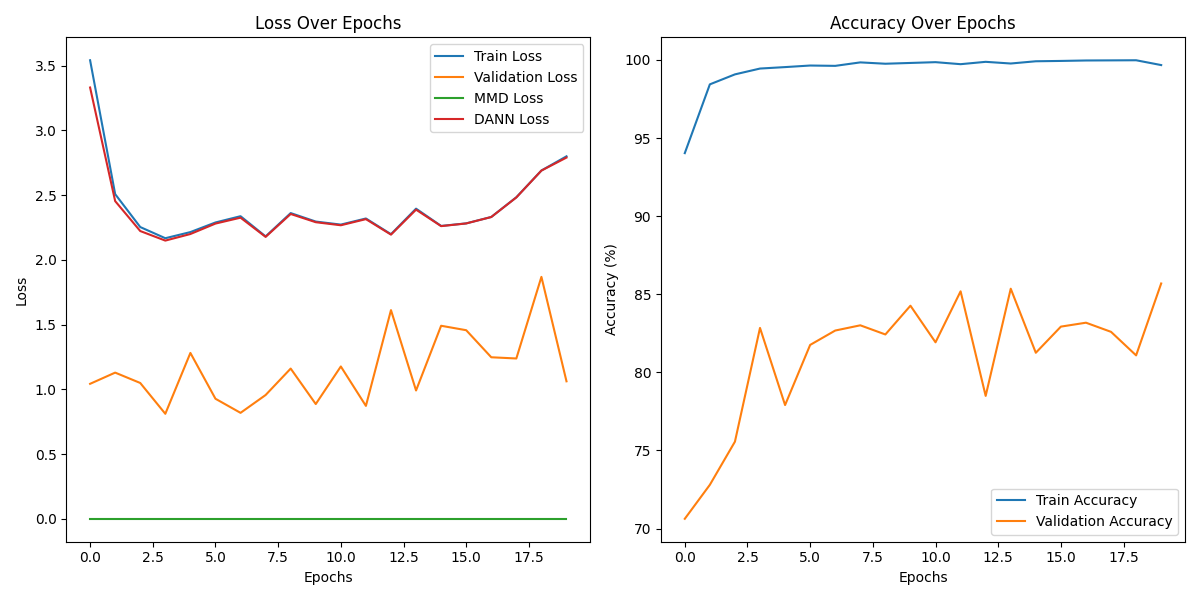 Loss Over Epochs
3.5
3.0
2.5
2.0
1.5
1.0
0.5
0.0
Loss
0.0 2.5 5.0 7.5 10.0 12.5 15.0 17.5
Epochs
Train Loss
Validation Loss
MMD Loss
DANN Loss
Accuracy Over Epochs
100
95
90
85
80
75
70
Accuracy (%)
0.0 2.5 5.0 7.5 10.0 12.5 15.0 17.5
Epochs
Train Accuracy
Validation Accuracy